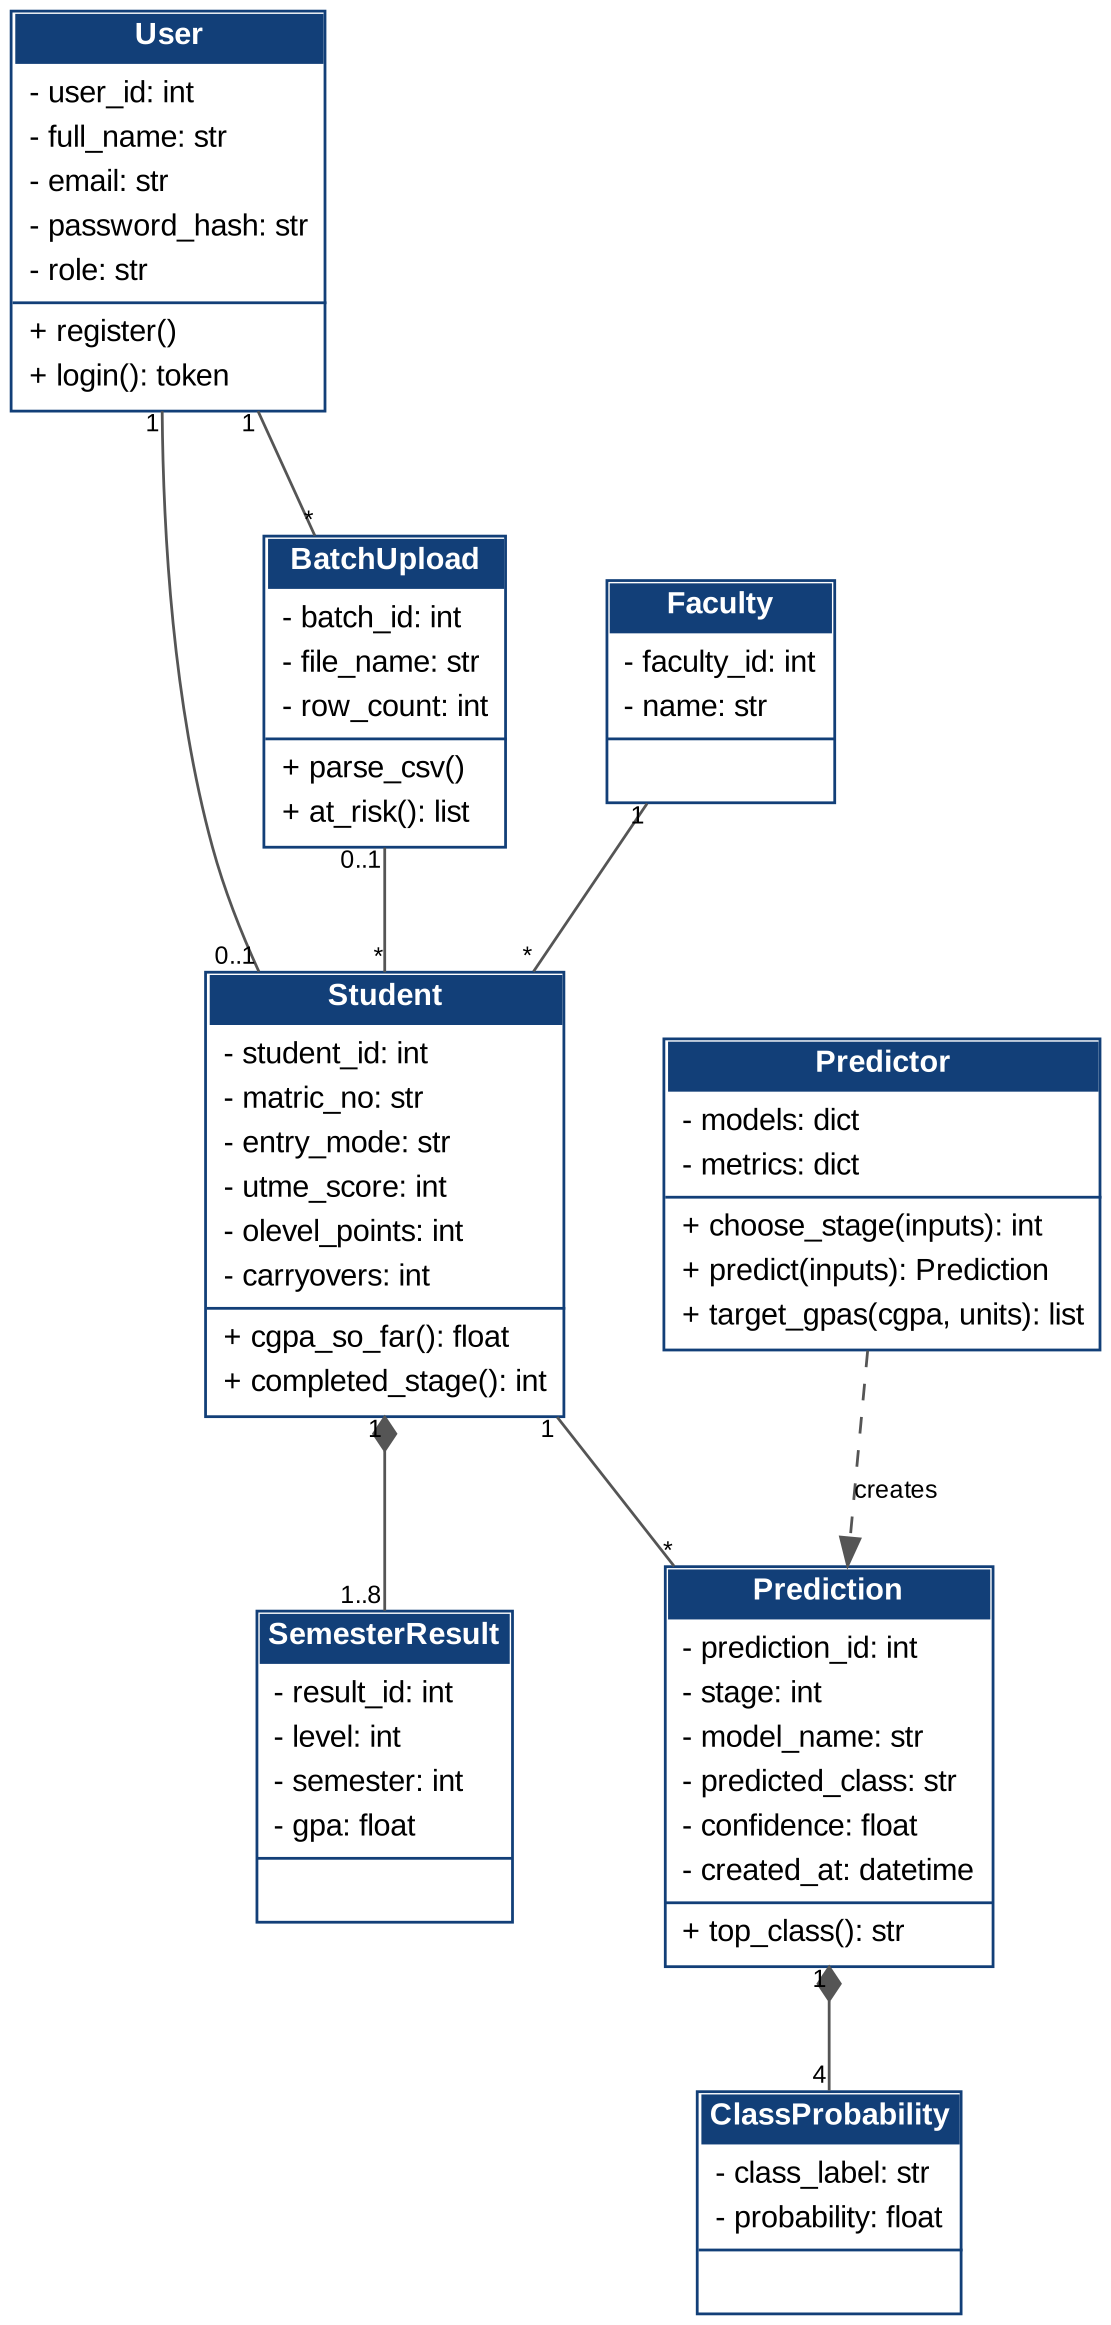 User
- user_id: int
- full_name: str
- email: str
- password_hash: str
- role: str
+ register()
+ login(): token
1
1
*
BatchUpload
- batch_id: int
- file_name: str
- row_count: int
+ parse_csv()
+ at_risk(): list
Faculty
- faculty_id: int
- name: str
0..1
1
0..1
*
*
Student
- student_id: int
- matric_no: str
- entry_mode: str
- utme_score: int
- olevel_points: int
- carryovers: int
+ cgpa_so_far(): float
+ completed_stage(): int
Predictor
- models: dict
- metrics: dict
+ choose_stage(inputs): int
+ predict(inputs): Prediction
+ target_gpas(cgpa, units): list
1
1
creates
*
1..8
SemesterResult
- result_id: int
- level: int
- semester: int
- gpa: float
Prediction
- prediction_id: int
- stage: int
- model_name: str
- predicted_class: str
- confidence: float
- created_at: datetime
+ top_class(): str
1
4
ClassProbability
- class_label: str
- probability: float